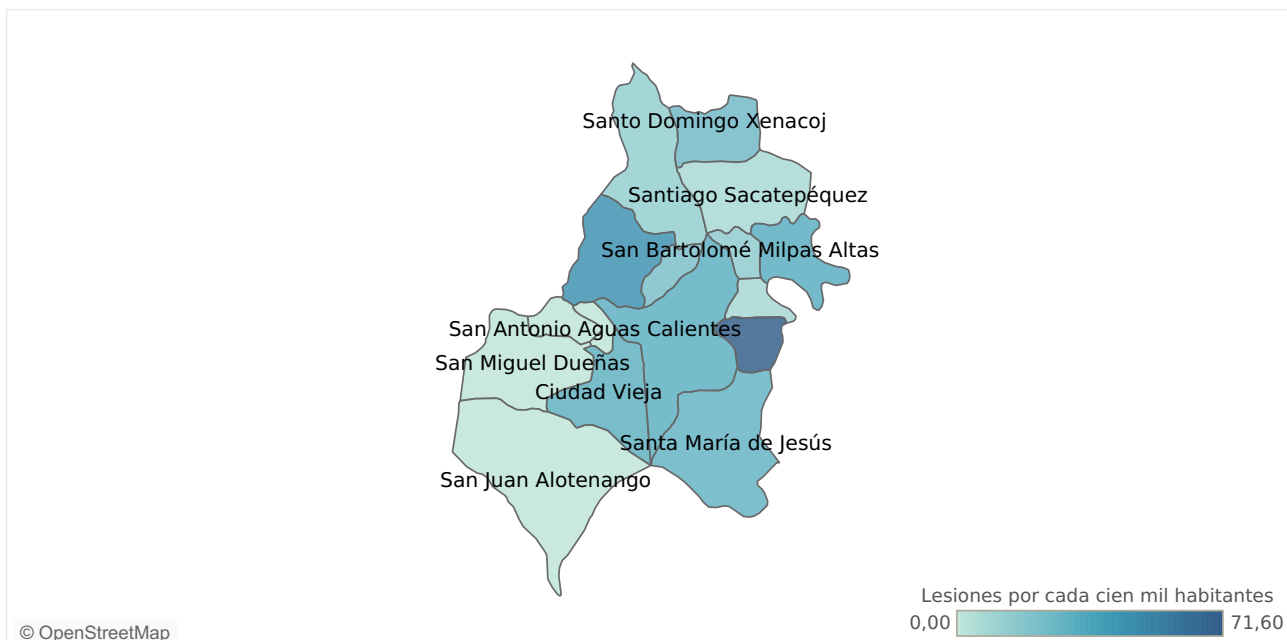 Santo Domingo Xenacoj
Santiago Sacatepéquez
San Bartolomé Milpas Altas
San Antonio Aguas Calientes
San Miguel Dueñas
Ciudad Vieja
Santa María de Jesús
San Juan Alotenango
Lesiones por cada cien mil habitantes
0,00 71,60
© OpenStreetMap